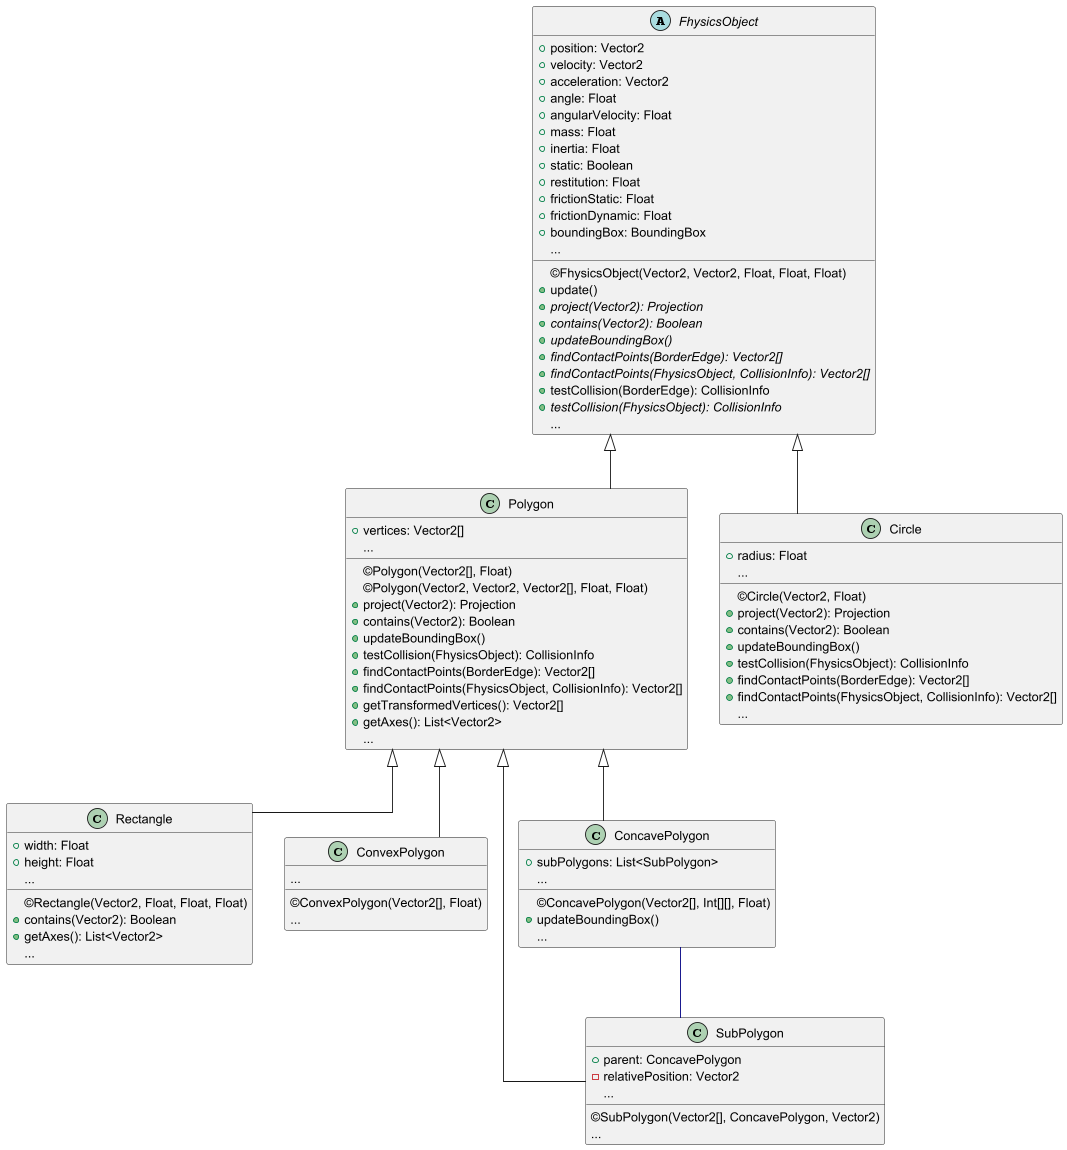 A FhysicsObject
position: Vector2
velocity: Vector2
acceleration: Vector2
angle: Float
angularVelocity: Float
mass: Float
inertia: Float
static: Boolean
restitution: Float
frictionStatic: Float
frictionDynamic: Float
boundingBox: BoundingBox
...
©FhysicsObject(Vector2, Vector2, Float, Float, Float)
update()
project(Vector2): Projection
contains(Vector2): Boolean
updateBoundingBox()
findContactPoints(BorderEdge): Vector2[]
findContactPoints(FhysicsObject, CollisionInfo): Vector2[]
testCollision(BorderEdge): CollisionInfo
testCollision(FhysicsObject): CollisionInfo
...
C Polygon
vertices: Vector2[]
...
©Polygon(Vector2[], Float)
©Polygon(Vector2, Vector2, Vector2[], Float, Float)
project(Vector2): Projection
contains(Vector2): Boolean
updateBoundingBox()
testCollision(FhysicsObject): CollisionInfo
findContactPoints(BorderEdge): Vector2[]
findContactPoints(FhysicsObject, CollisionInfo): Vector2[]
getTransformedVertices(): Vector2[]
getAxes(): List<Vector2>
...
C Circle
radius: Float
...
©Circle(Vector2, Float)
project(Vector2): Projection
contains(Vector2): Boolean
updateBoundingBox()
testCollision(FhysicsObject): CollisionInfo
findContactPoints(BorderEdge): Vector2[]
findContactPoints(FhysicsObject, CollisionInfo): Vector2[]
...
C Rectangle
width: Float
height: Float
...
©Rectangle(Vector2, Float, Float, Float)
contains(Vector2): Boolean
getAxes(): List<Vector2>
...
C ConvexPolygon
...
©ConvexPolygon(Vector2[], Float)
...
C ConcavePolygon
subPolygons: List<SubPolygon>
...
©ConcavePolygon(Vector2[], Int[][], Float)
updateBoundingBox()
...
C SubPolygon
parent: ConcavePolygon
relativePosition: Vector2
...
©SubPolygon(Vector2[], ConcavePolygon, Vector2)
...